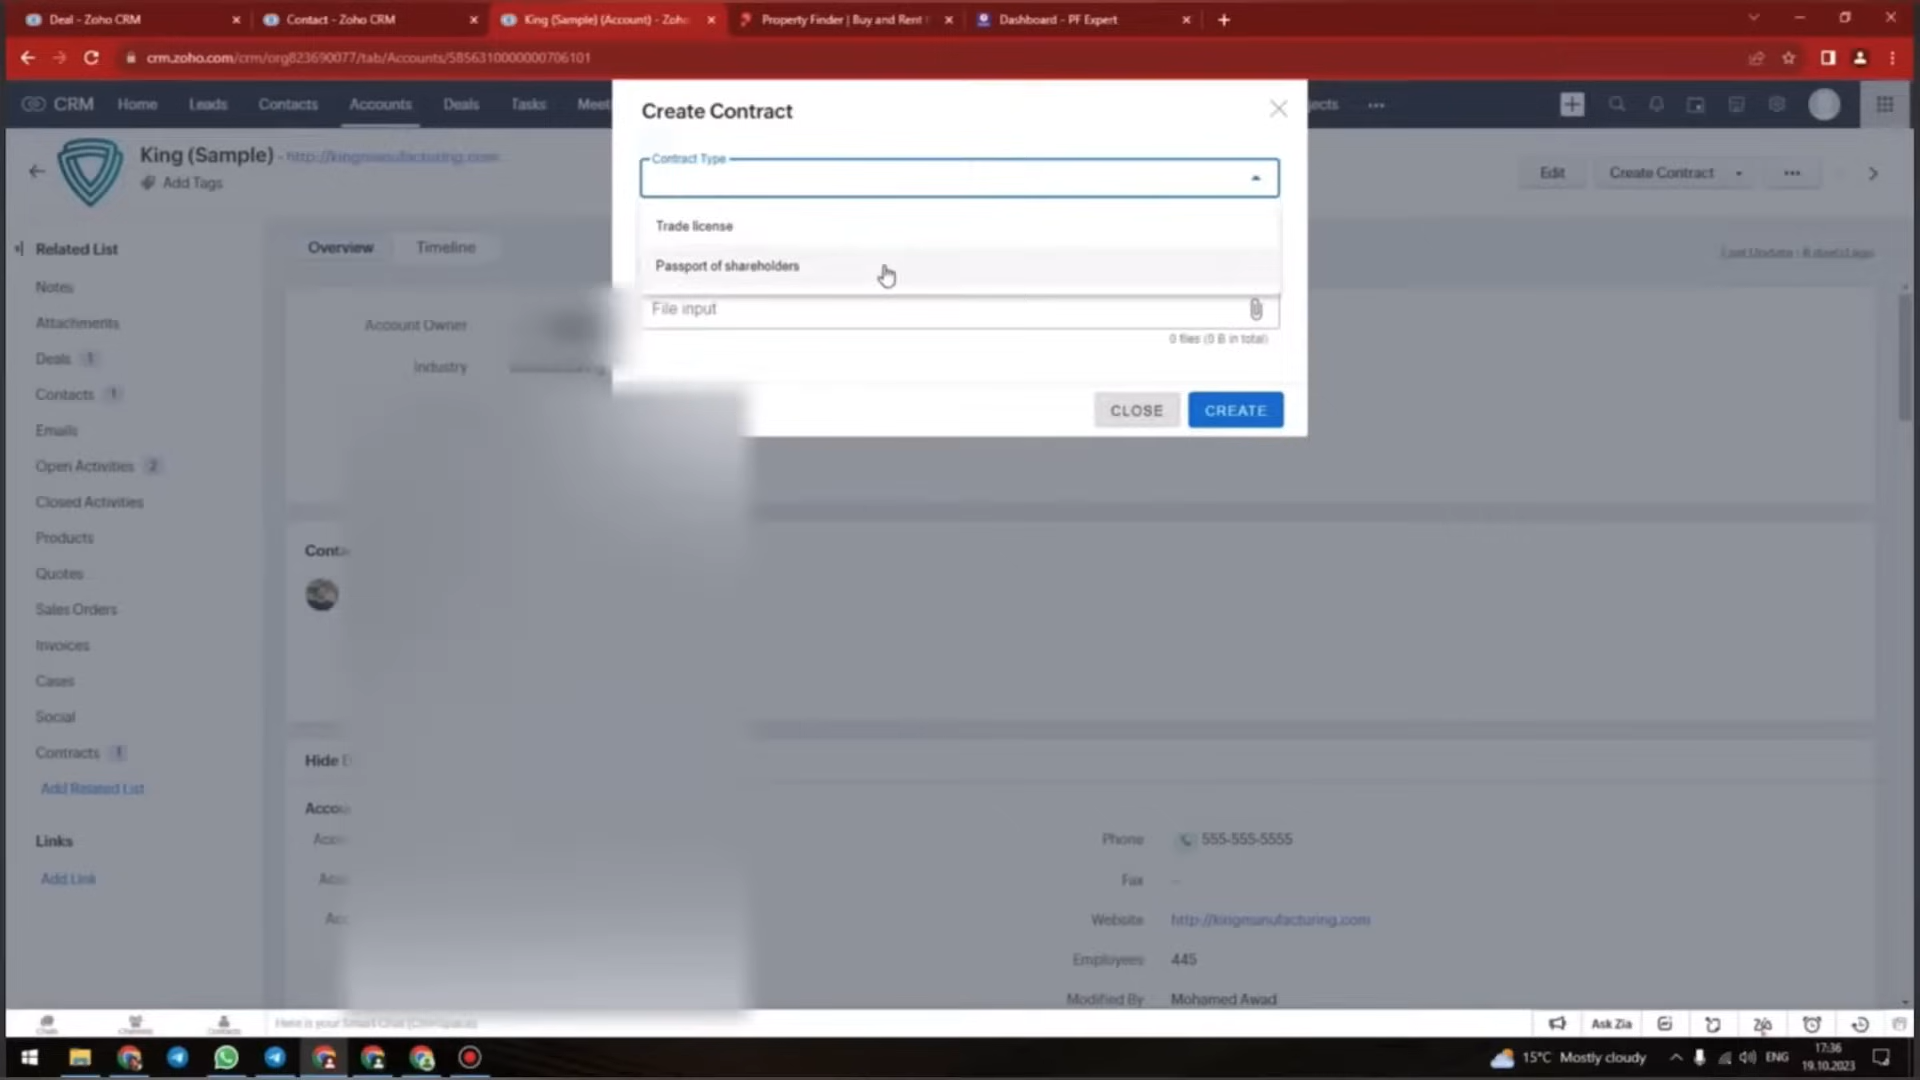 Deal - Zoho CRM
Contact - Zoho CRM
King (Sample) (Account) - Zoho
Property Finder | Buy and Rent
Dashboard - PF Expert
crm.zoho.com/crm/org823690077/tab/Accounts/5856310000000706101
CRM Home Leads Contacts Accounts Deals Tasks
Create Contract
King (Sample) - http://kingmanufacturing.com/
Add Tags
Edit
Create Contract
Contract Type
Trade license
Passport of shareholders
File input
0 files (0 B in total)
CLOSE
CREATE
Related List
Notes
Attachments
Deals 1
Contacts 1
Emails
Open Activities 2
Closed Activities
Products
Quotes
Sales Orders
Invoices
Cases
Social
Contracts 1
Add Related List
Links
Add Link
Overview
Timeline
Account Owner
Industry
Hide
Phone 555-555-5555
Fax –
Website http://kingmanufacturing.com
Employees 445
Modified By Mohamed Awad
Chats
Channels
Contacts
Here is your Smart Chat (Ctrl+Space)
Ask Zia
15°C Mostly cloudy
ENG
17:36
19.10.2023